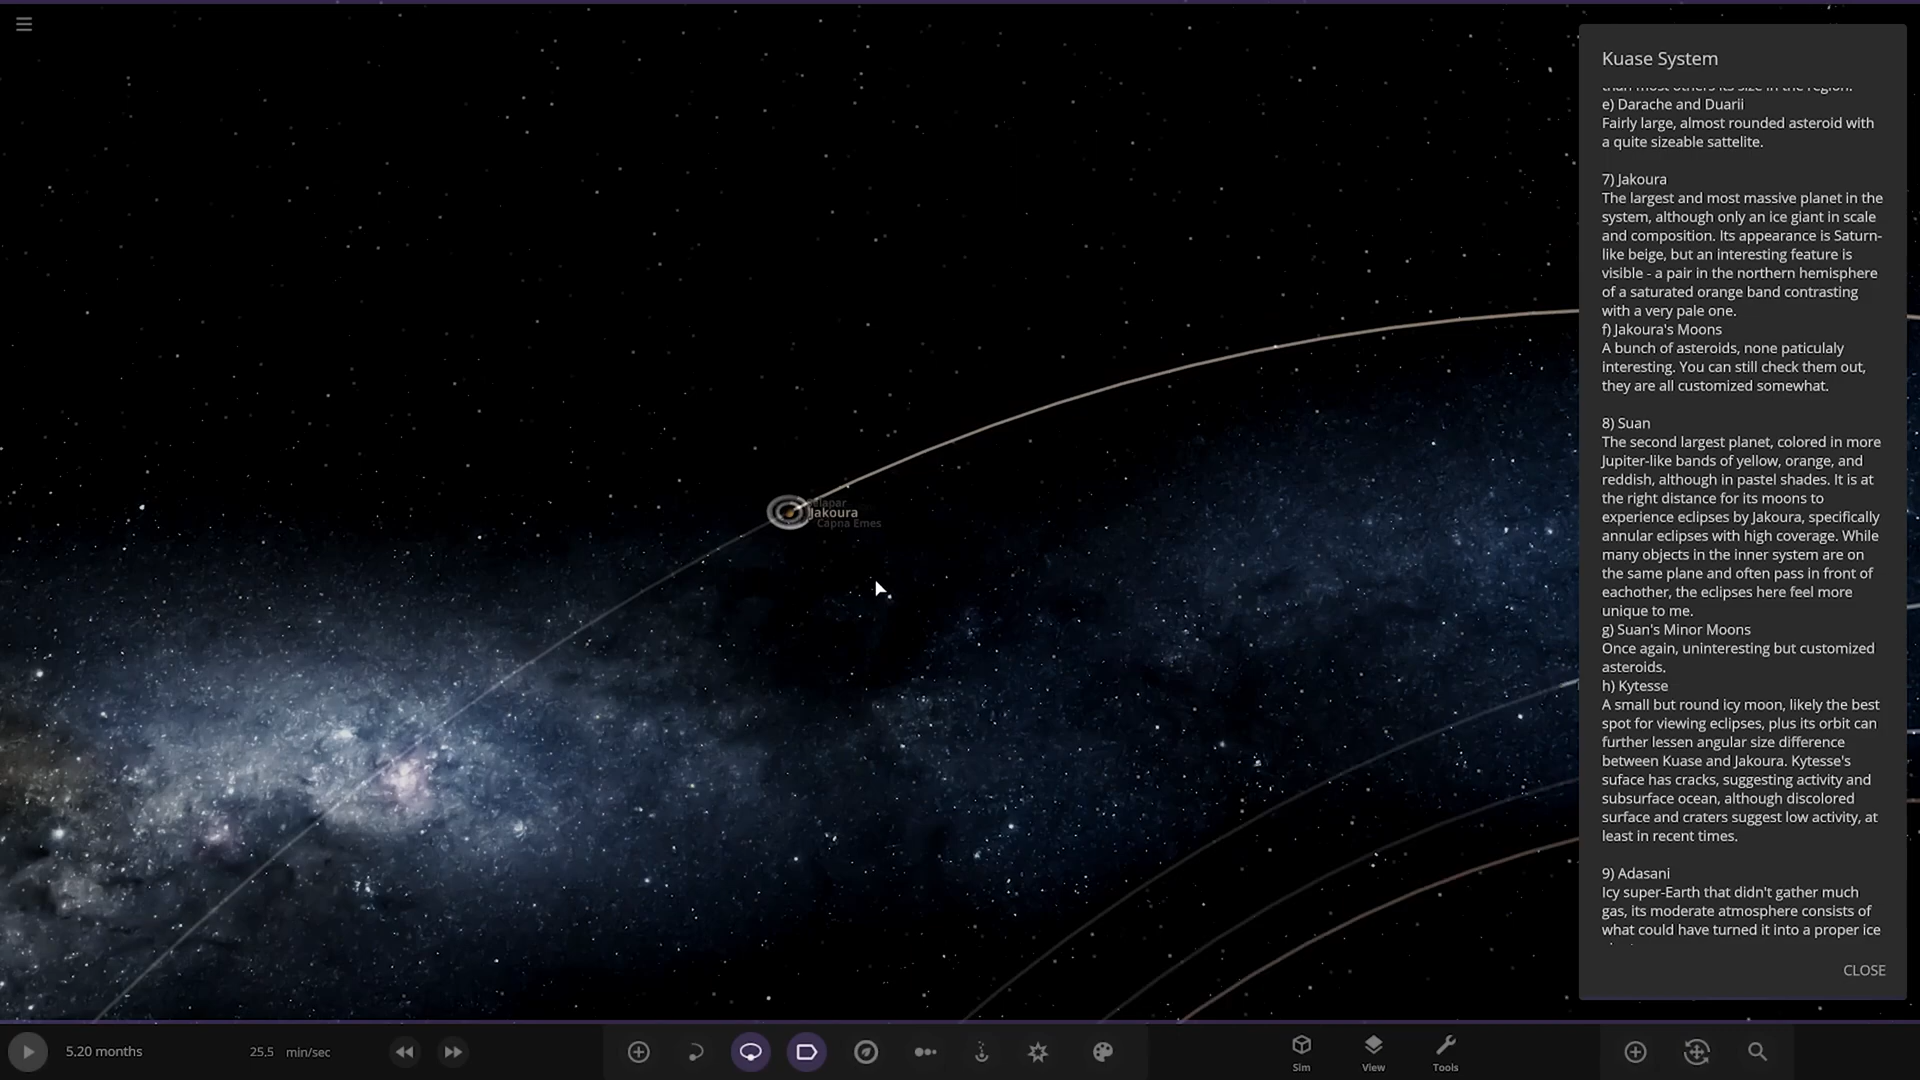 Kuase System
than most others its size in the region.
e) Darache and Duarii
Fairly large, almost rounded asteroid with
a quite sizeable sattelite.
7) Jakoura
The largest and most massive planet in the
system, although only an ice giant in scale
and composition. Its appearance is Saturn-
like beige, but an interesting feature is
visible - a pair in the northern hemisphere
of a saturated orange band contrasting
with a very pale one.
f) Jakoura's Moons
A bunch of asteroids, none paticulaly
interesting. You can still check them out,
they are all customized somewhat.
8) Suan
The second largest planet, colored in more
Jupiter-like bands of yellow, orange, and
reddish, although in pastel shades. It is at
the right distance for its moons to
experience eclipses by Jakoura, specifically
annular eclipses with high coverage. While
many objects in the inner system are on
the same plane and often pass in front of
eachother, the eclipses here feel more
unique to me.
g) Suan's Minor Moons
Once again, uninteresting but customized
asteroids.
h) Kytesse
A small but round icy moon, likely the best
spot for viewing eclipses, plus its orbit can
further lessen angular size difference
between Kuase and Jakoura. Kytesse's
suface has cracks, suggesting activity and
subsurface ocean, although discolored
surface and craters suggest low activity, at
least in recent times.
9) Adasani
Icy super-Earth that didn't gather much
gas, its moderate atmosphere consists of
what could have turned it into a proper ice
CLOSE
Jakoura
Capna Emes
5,20 months
25,5 min/sec
Sim
View
Tools